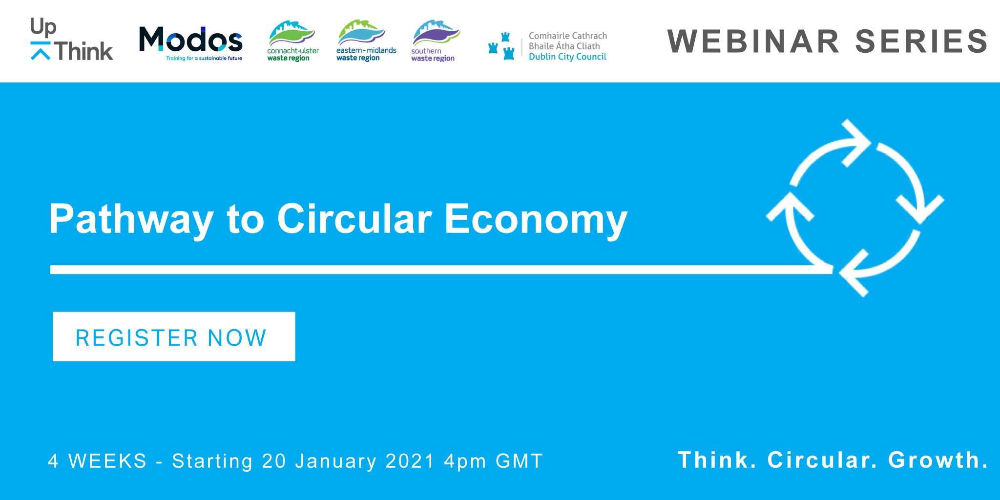 Up
Think
Modos
Training for a sustainable future
connacht-ulster
waste region
eastern-midlands
waste region
southern
waste region
Comhairle Cathrach
Bhaile Átha Cliath
Dublin City Council
WEBINAR SERIES
Pathway to Circular Economy
REGISTER NOW
4 WEEKS - Starting 20 January 2021 4pm GMT
Think. Circular. Growth.